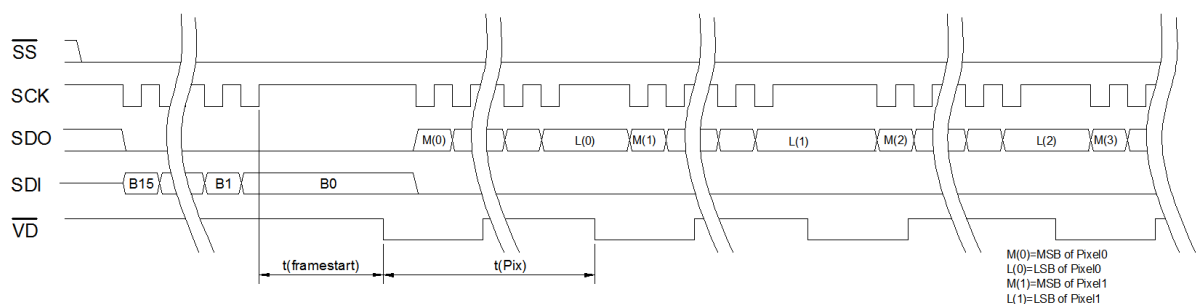 SS
SCK
SDO M(0) L(0) M(1) L(1) M(2) L(2) M(3)
SDI B15 B1 B0
VD
t(framestart) t(Pix)
M(0)=MSB of Pixel0
L(0)=LSB of Pixel0
M(1)=MSB of Pixel1
L(1)=LSB of Pixel1